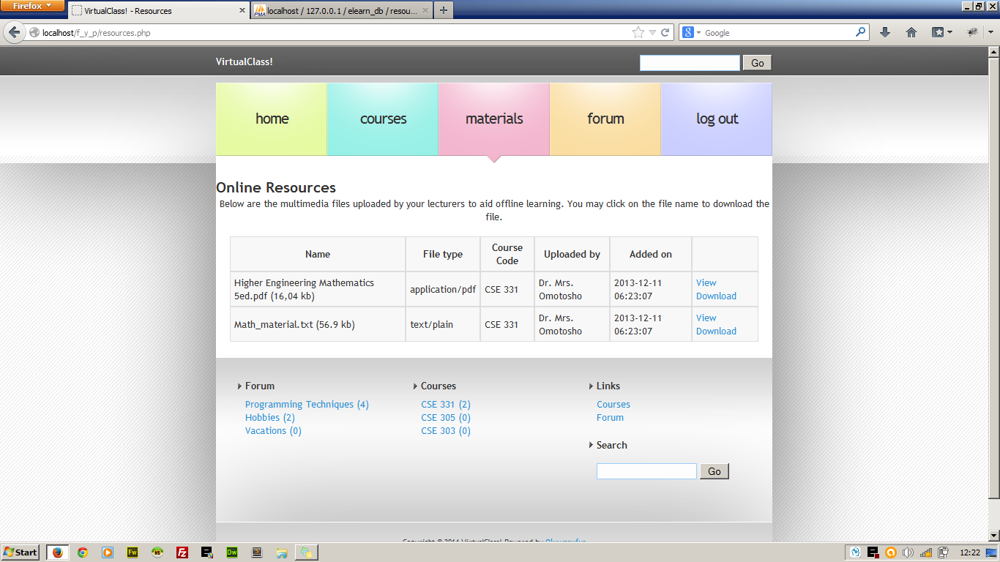 Firefox
VirtualClass! - Resources
localhost / 127.0.0.1 / elearn_db / resou...
localhost/f_y_p/resources.php
Google
VirtualClass!
Go
home
courses
materials
forum
log out
Online Resources
Below are the multimedia files uploaded by your lecturers to aid offline learning. You may click on the file name to download the
file.
Name
File type
Course
Code
Uploaded by
Added on
Higher Engineering Mathematics
5ed.pdf (16,04 kb)
application/pdf
CSE 331
Dr. Mrs.
Omotosho
2013-12-11
06:23:07
View
Download
Math_material.txt (56.9 kb)
text/plain
CSE 331
Dr. Mrs.
Omotosho
2013-12-11
06:23:07
View
Download
Forum
Programming Techniques (4)
Hobbies (2)
Vacations (0)
Courses
CSE 331 (2)
CSE 305 (0)
CSE 303 (0)
Links
Courses
Forum
Search
Go
Copyright © 2014 VirtualClass! Powered by
Start
12:22